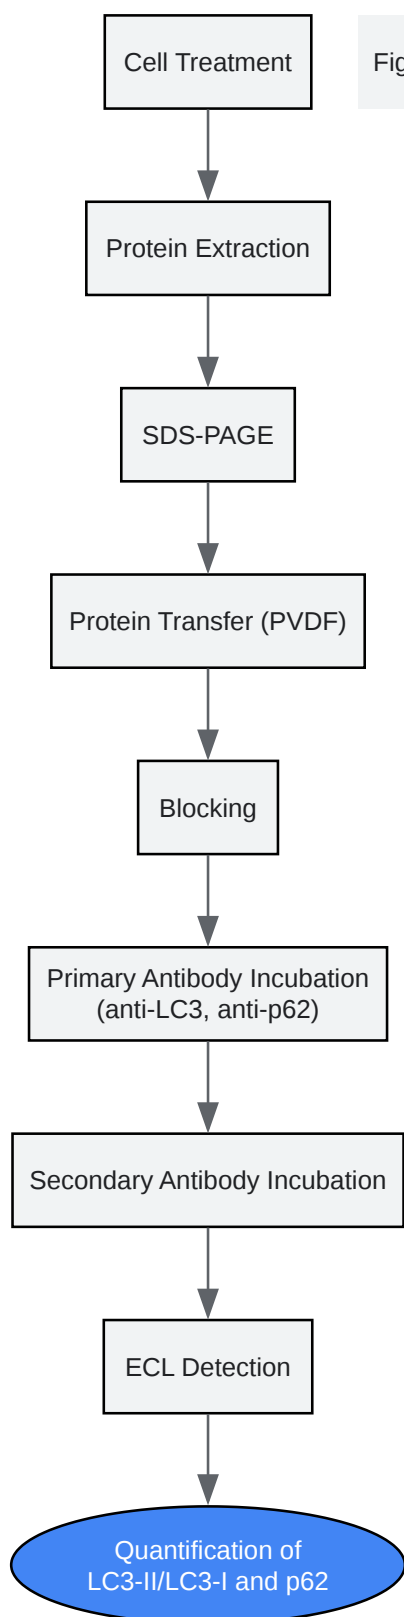 Cell Treatment
Protein Extraction
SDS-PAGE
Protein Transfer (PVDF)
Blocking
Primary Antibody Incubation
(anti-LC3, anti-p62)
Secondary Antibody Incubation
ECL Detection
Quantification of
LC3-II/LC3-I and p62